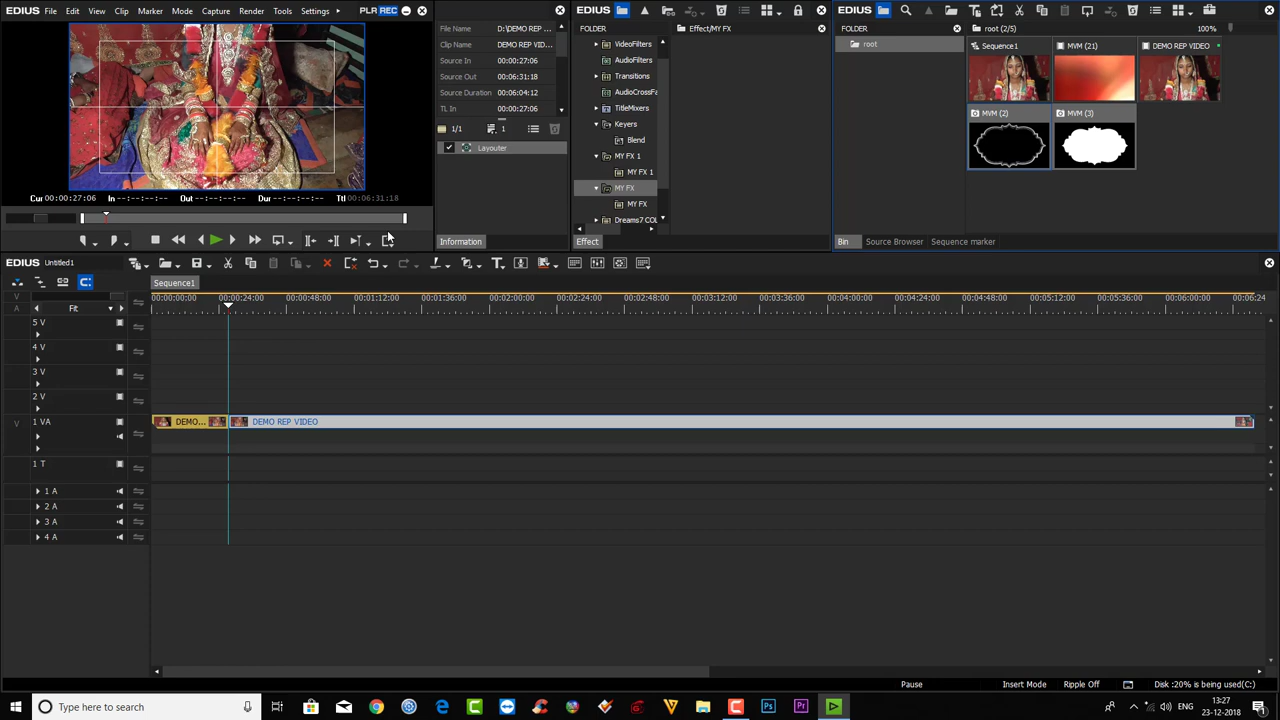 EDIUS File Edit View Clip Marker Mode Capture Render Tools Settings PLR REC
Cur 00:00:27:06 In --:--:--:-- Out --:--:--:-- Dur --:--:--:-- Ttl 00:06:31:18
File Name D:\DEMO REP ...
Clip Name DEMO REP VID...
Source In 00:00:27:06
Source Out 00:06:31:18
Source Duration 00:06:04:12
TL In 00:00:27:06
1/1 1
Layouter
Information
EDIUS
FOLDER Effect/MY FX
VideoFilters
AudioFilters
Transitions
AudioCrossFa
TitleMixers
Keyers
Blend
MY FX 1
MY FX 1
MY FX
MY FX
Dreams7 COL
Effect
EDIUS
FOLDER root (2/5) 100%
root
Sequence1 MVM (21) DEMO REP VIDEO
MVM (2) MVM (3)
Bin Source Browser Sequence marker
EDIUS Untitled1
Sequence1
V
A Fit
00:00:00:00 00:00:24:00 00:00:48:00 00:01:12:00 00:01:36:00 00:02:00:00 00:02:24:00 00:02:48:00 00:03:12:00 00:03:36:00 00:04:00:00 00:04:24:00 00:04:48:00 00:05:12:00 00:05:36:00 00:06:00:00 00:06:24
5 V
4 V
3 V
2 V
V 1 VA DEMO... DEMO REP VIDEO
1 T
1 A
2 A
3 A
4 A
Pause Insert Mode Ripple Off Disk :20% is being used(C:)
Type here to search
Ps Pr
ENG 13:27
23-12-2018